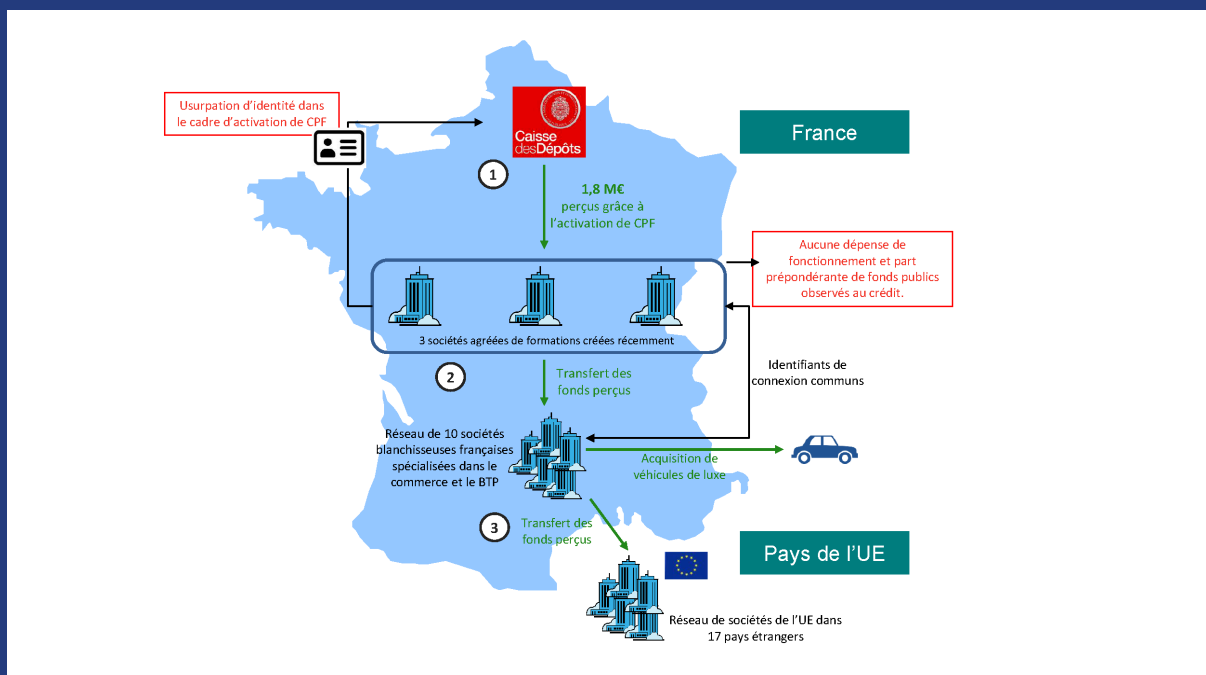 Usurpation d'identité dans
le cadre d'activation de CPF
Caisse
desDépôts
France
1
1,8 M€
perçus grâce à
l'activation de CPF
Aucune dépense de
fonctionnement et part
prépondérante de fonds publics
observés au crédit.
3 sociétés agréées de formations créées récemment
2
Transfert des
fonds perçus
Identifiants de
connexion communs
Réseau de 10 sociétés
blanchisseuses françaises
spécialisées dans le
commerce et le BTP
Acquisition de
véhicules de luxe
3
Transfert des
fonds perçus
Pays de l'UE
Réseau de sociétés de l'UE dans
17 pays étrangers